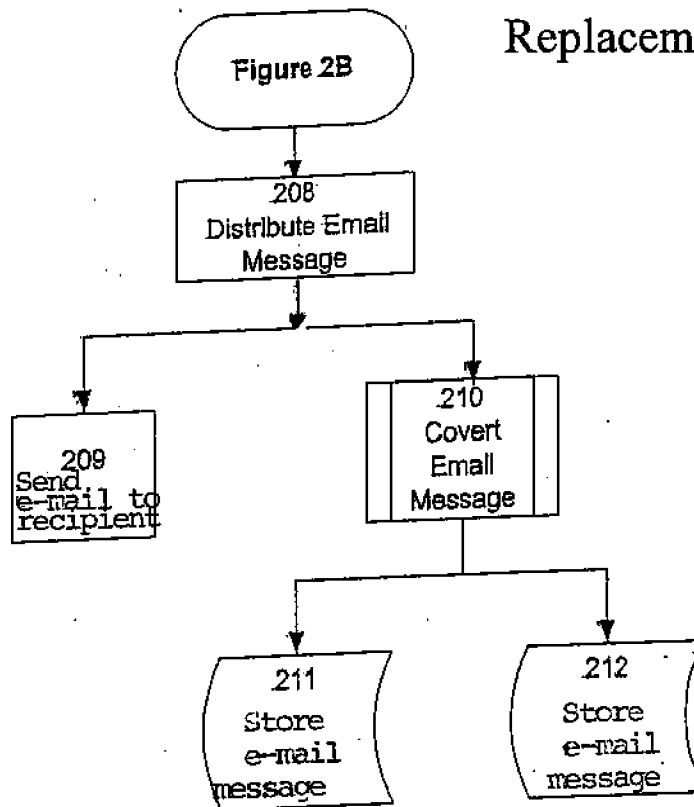 Replacem
Figure 2B
208
Distribute Email
Message
209
Send
e-mail to
recipient
210
Covert
Email
Message
211
Store
e-mail
message
212
Store
e-mail
message